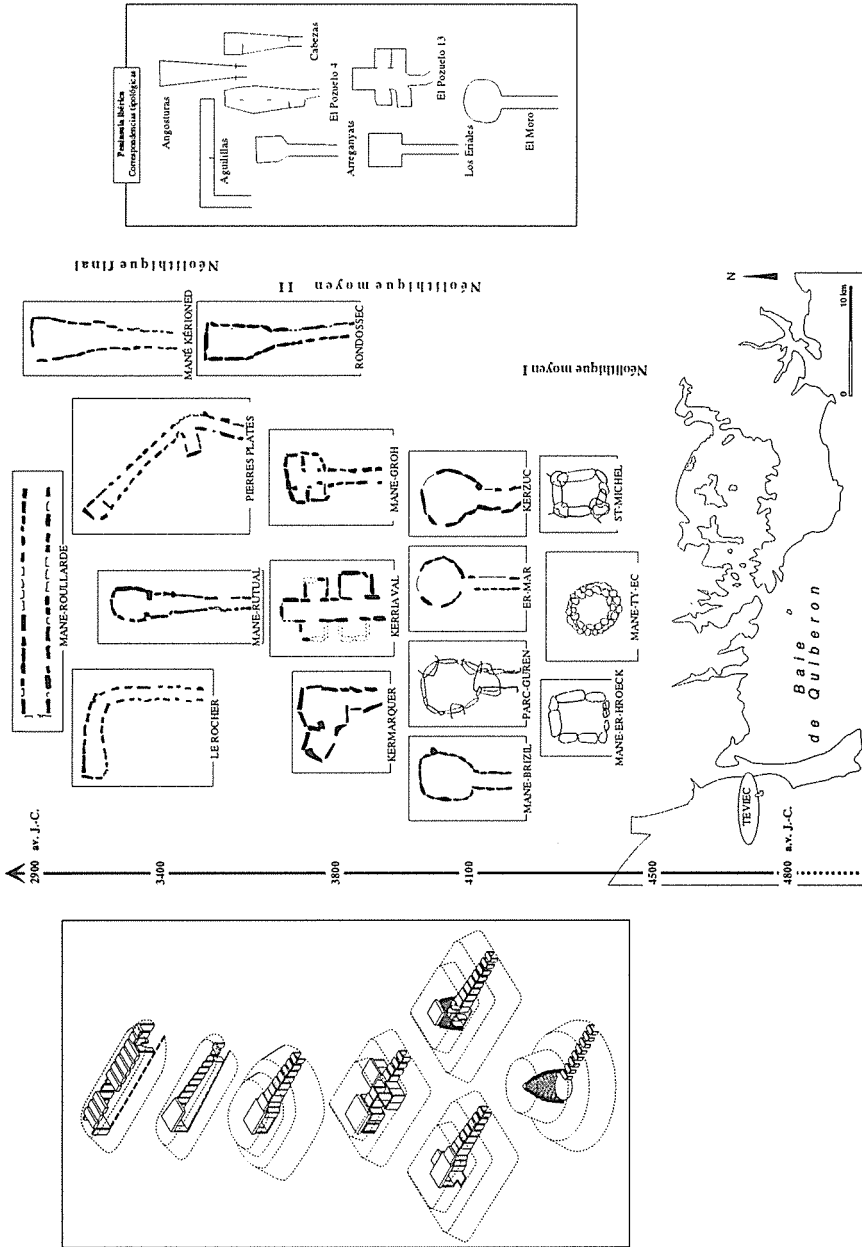 2900 av. J.-C.
3400
3800
4100
4500
4800 av. J.-C.
MANE-ROULLARDE
LE ROCHER
MANE-RUTUAL
PIERRES PLATES
MANÉ KÉRIONED
RONDOSSEC
KERMARQUER
KERRIAVAL
MANE-GROH
MANE-BRIZIL
PARC-GUREN
ER-MAR
KERZUC
MANE-ER-HROECK
MANE-TY-EC
ST-MICHEL
Néolithique final
Néolithique moyen II
Néolithique moyen I
TEVIEC
Baie
de Quiberon
N
0 10 km
Península Ibérica
Correspondencias tipológicas
Angosturas
Aguilillas
El Pozuelo 4
Cabezas
Arreganyats
El Pozuelo 13
Los Eriales
El Moro